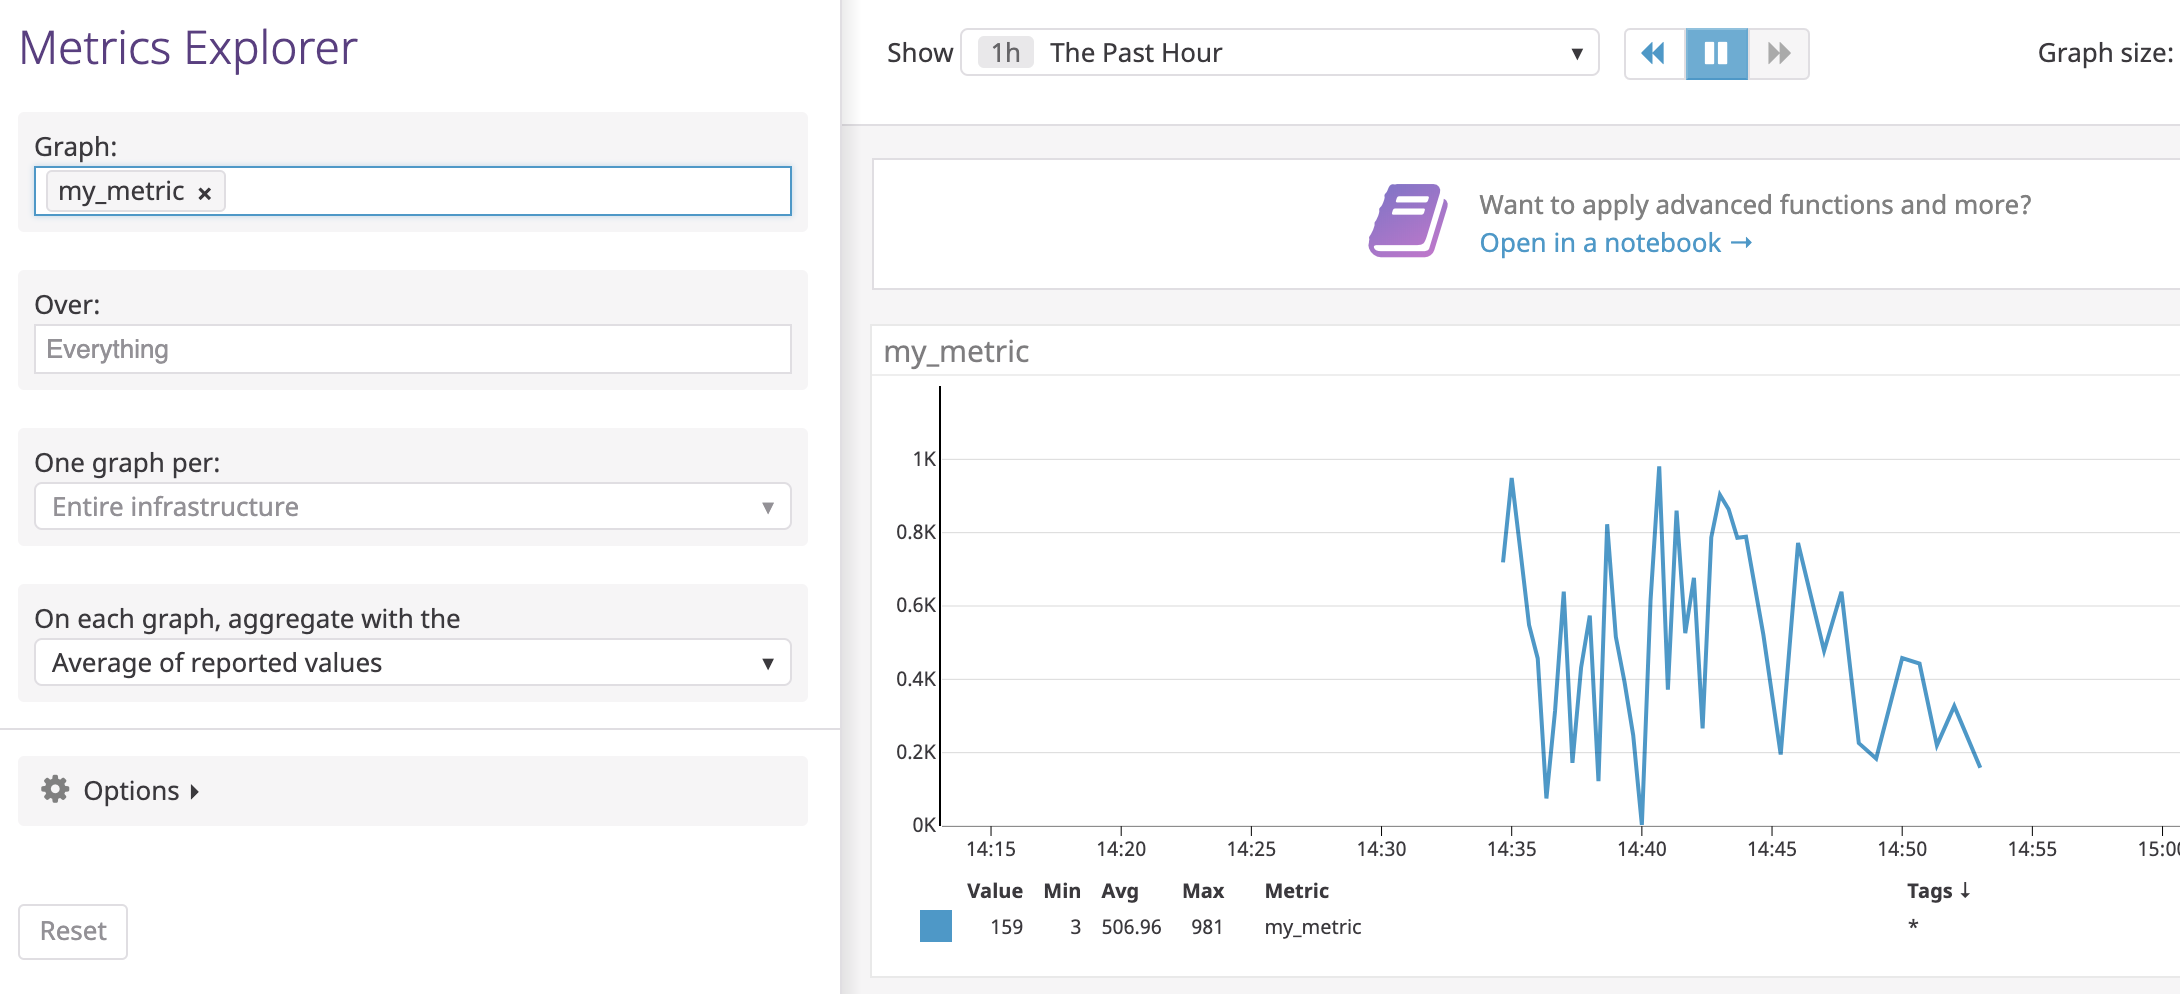 Metrics Explorer
Graph:
my_metric ×
Over:
Everything
One graph per:
Entire infrastructure
On each graph, aggregate with the
Average of reported values
Options
Reset
Show 1h The Past Hour
Graph size:
Want to apply advanced functions and more?
Open in a notebook →
my_metric
1K
0.8K
0.6K
0.4K
0.2K
0K
14:15 14:20 14:25 14:30 14:35 14:40 14:45 14:50 14:55 15:00
Value Min Avg Max Metric Tags ↓
159 3 506.96 981 my_metric *